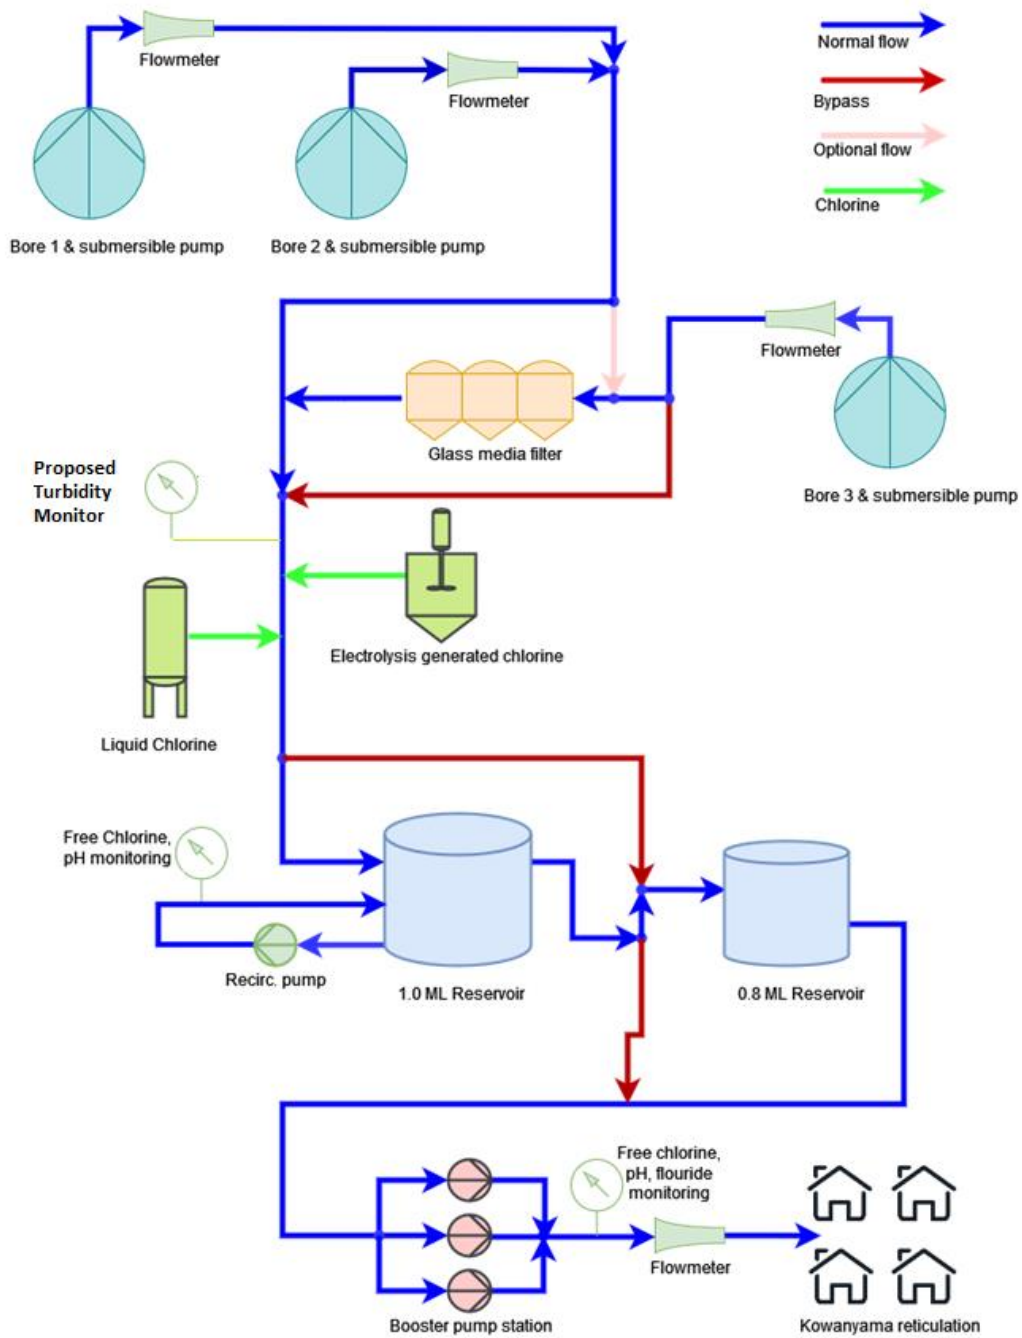 Flowmeter
Normal flow
Flowmeter
Bypass
Optional flow
Chlorine
Bore 1 & submersible pump
Bore 2 & submersible pump
Flowmeter
Glass media filter
Proposed
Turbidity
Monitor
Bore 3 & submersible pump
Electrolysis generated chlorine
Liquid Chlorine
Free Chlorine,
pH monitoring
Recirc. pump
1.0 ML Reservoir
0.8 ML Reservoir
Free chlorine,
pH, flouride
monitoring
Flowmeter
Booster pump station
Kowanyama reticulation